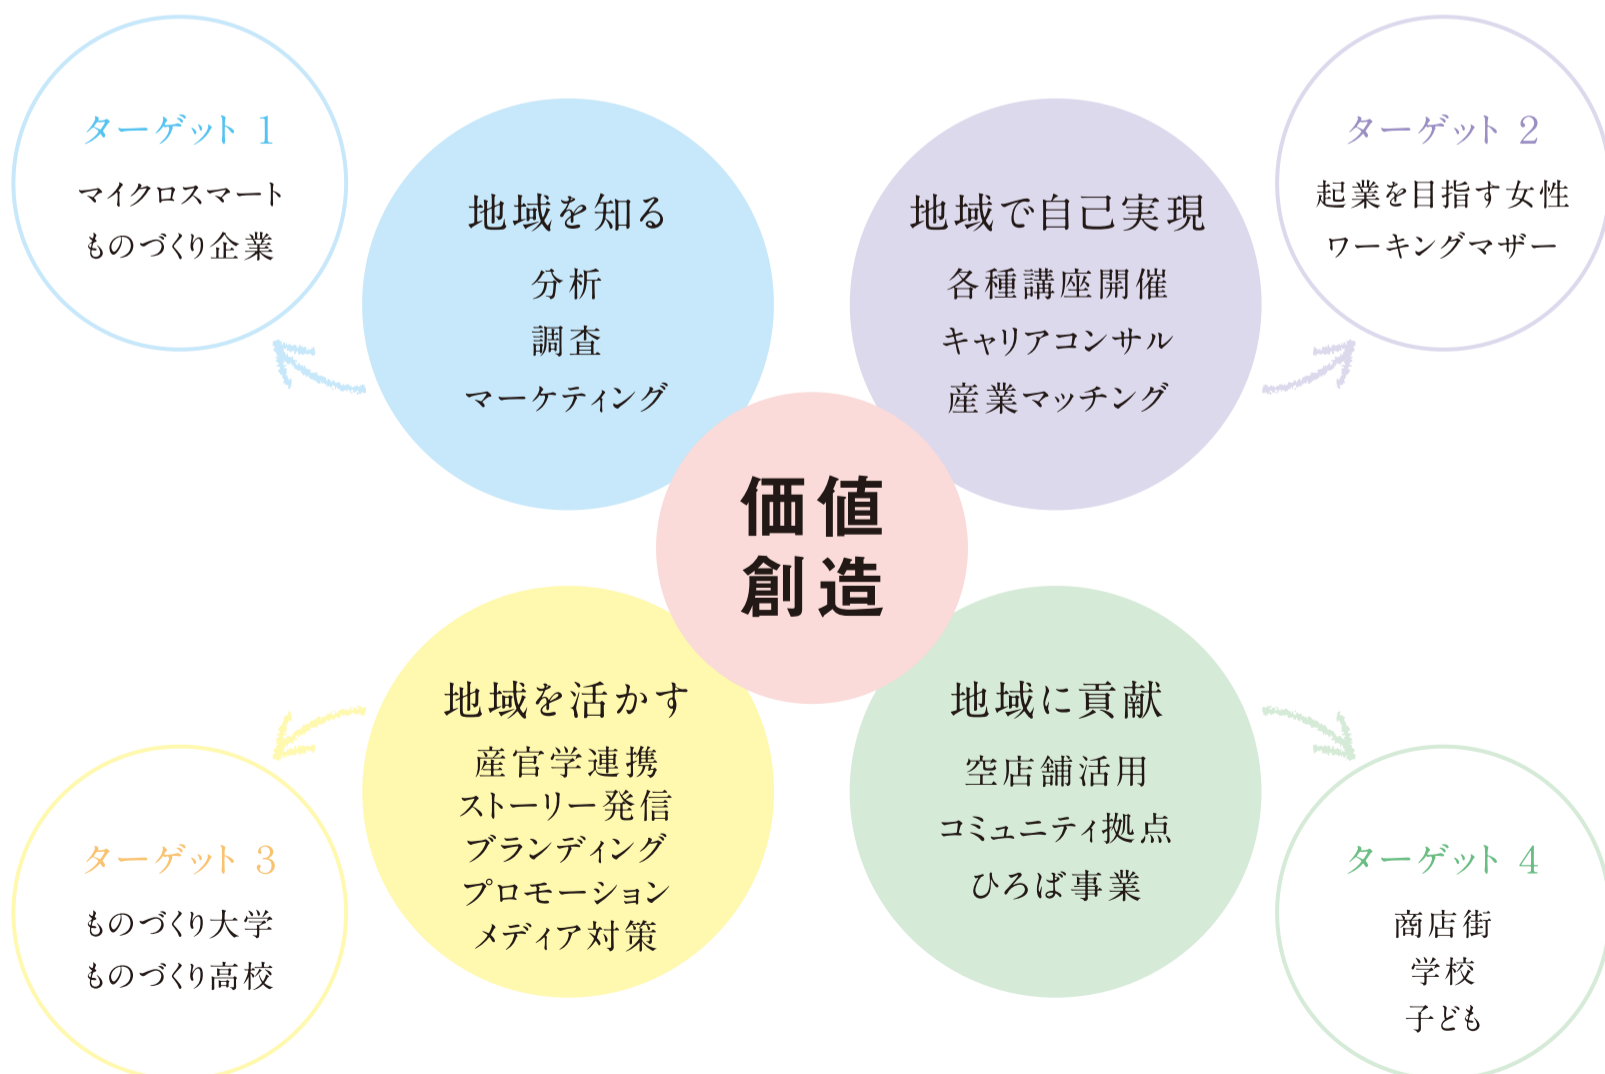 ターゲット 1
マイクロスマート
ものづくり企業
地域を知る
分析
調査
マーケティング
地域で自己実現
各種講座開催
キャリアコンサル
産業マッチング
ターゲット 2
起業を目指す女性
ワーキングマザー
価値
創造
ターゲット 3
ものづくり大学
ものづくり高校
地域を活かす
産官学連携
ストーリー発信
ブランディング
プロモーション
メディア対策
地域に貢献
空店舗活用
コミュニティ拠点
ひろば事業
ターゲット 4
商店街
学校
子ども